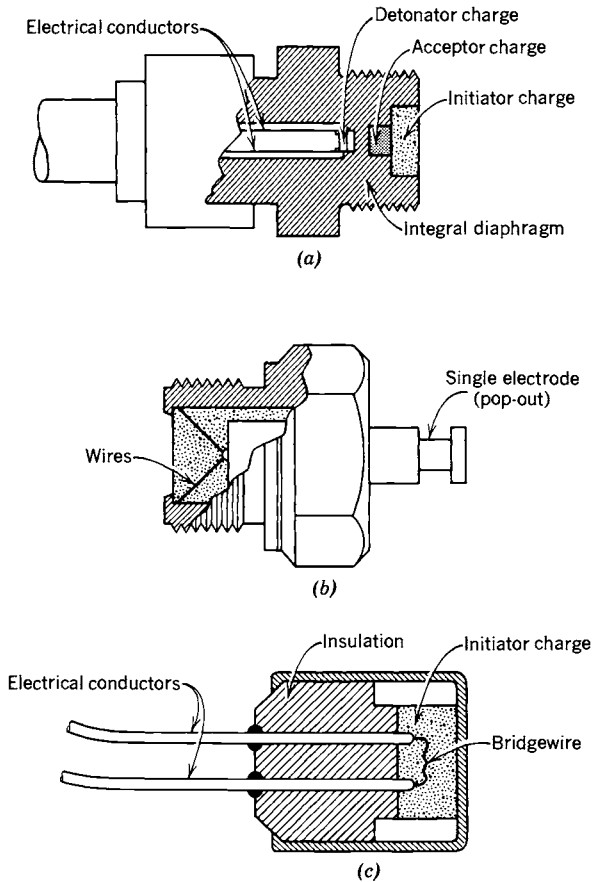 Electrical conductors
Detonator charge
Acceptor charge
Initiator charge
Integral diaphragm
(a)
Single electrode
(pop-out)
Wires
(b)
Insulation
Initiator charge
Electrical conductors
Bridgewire
(c)